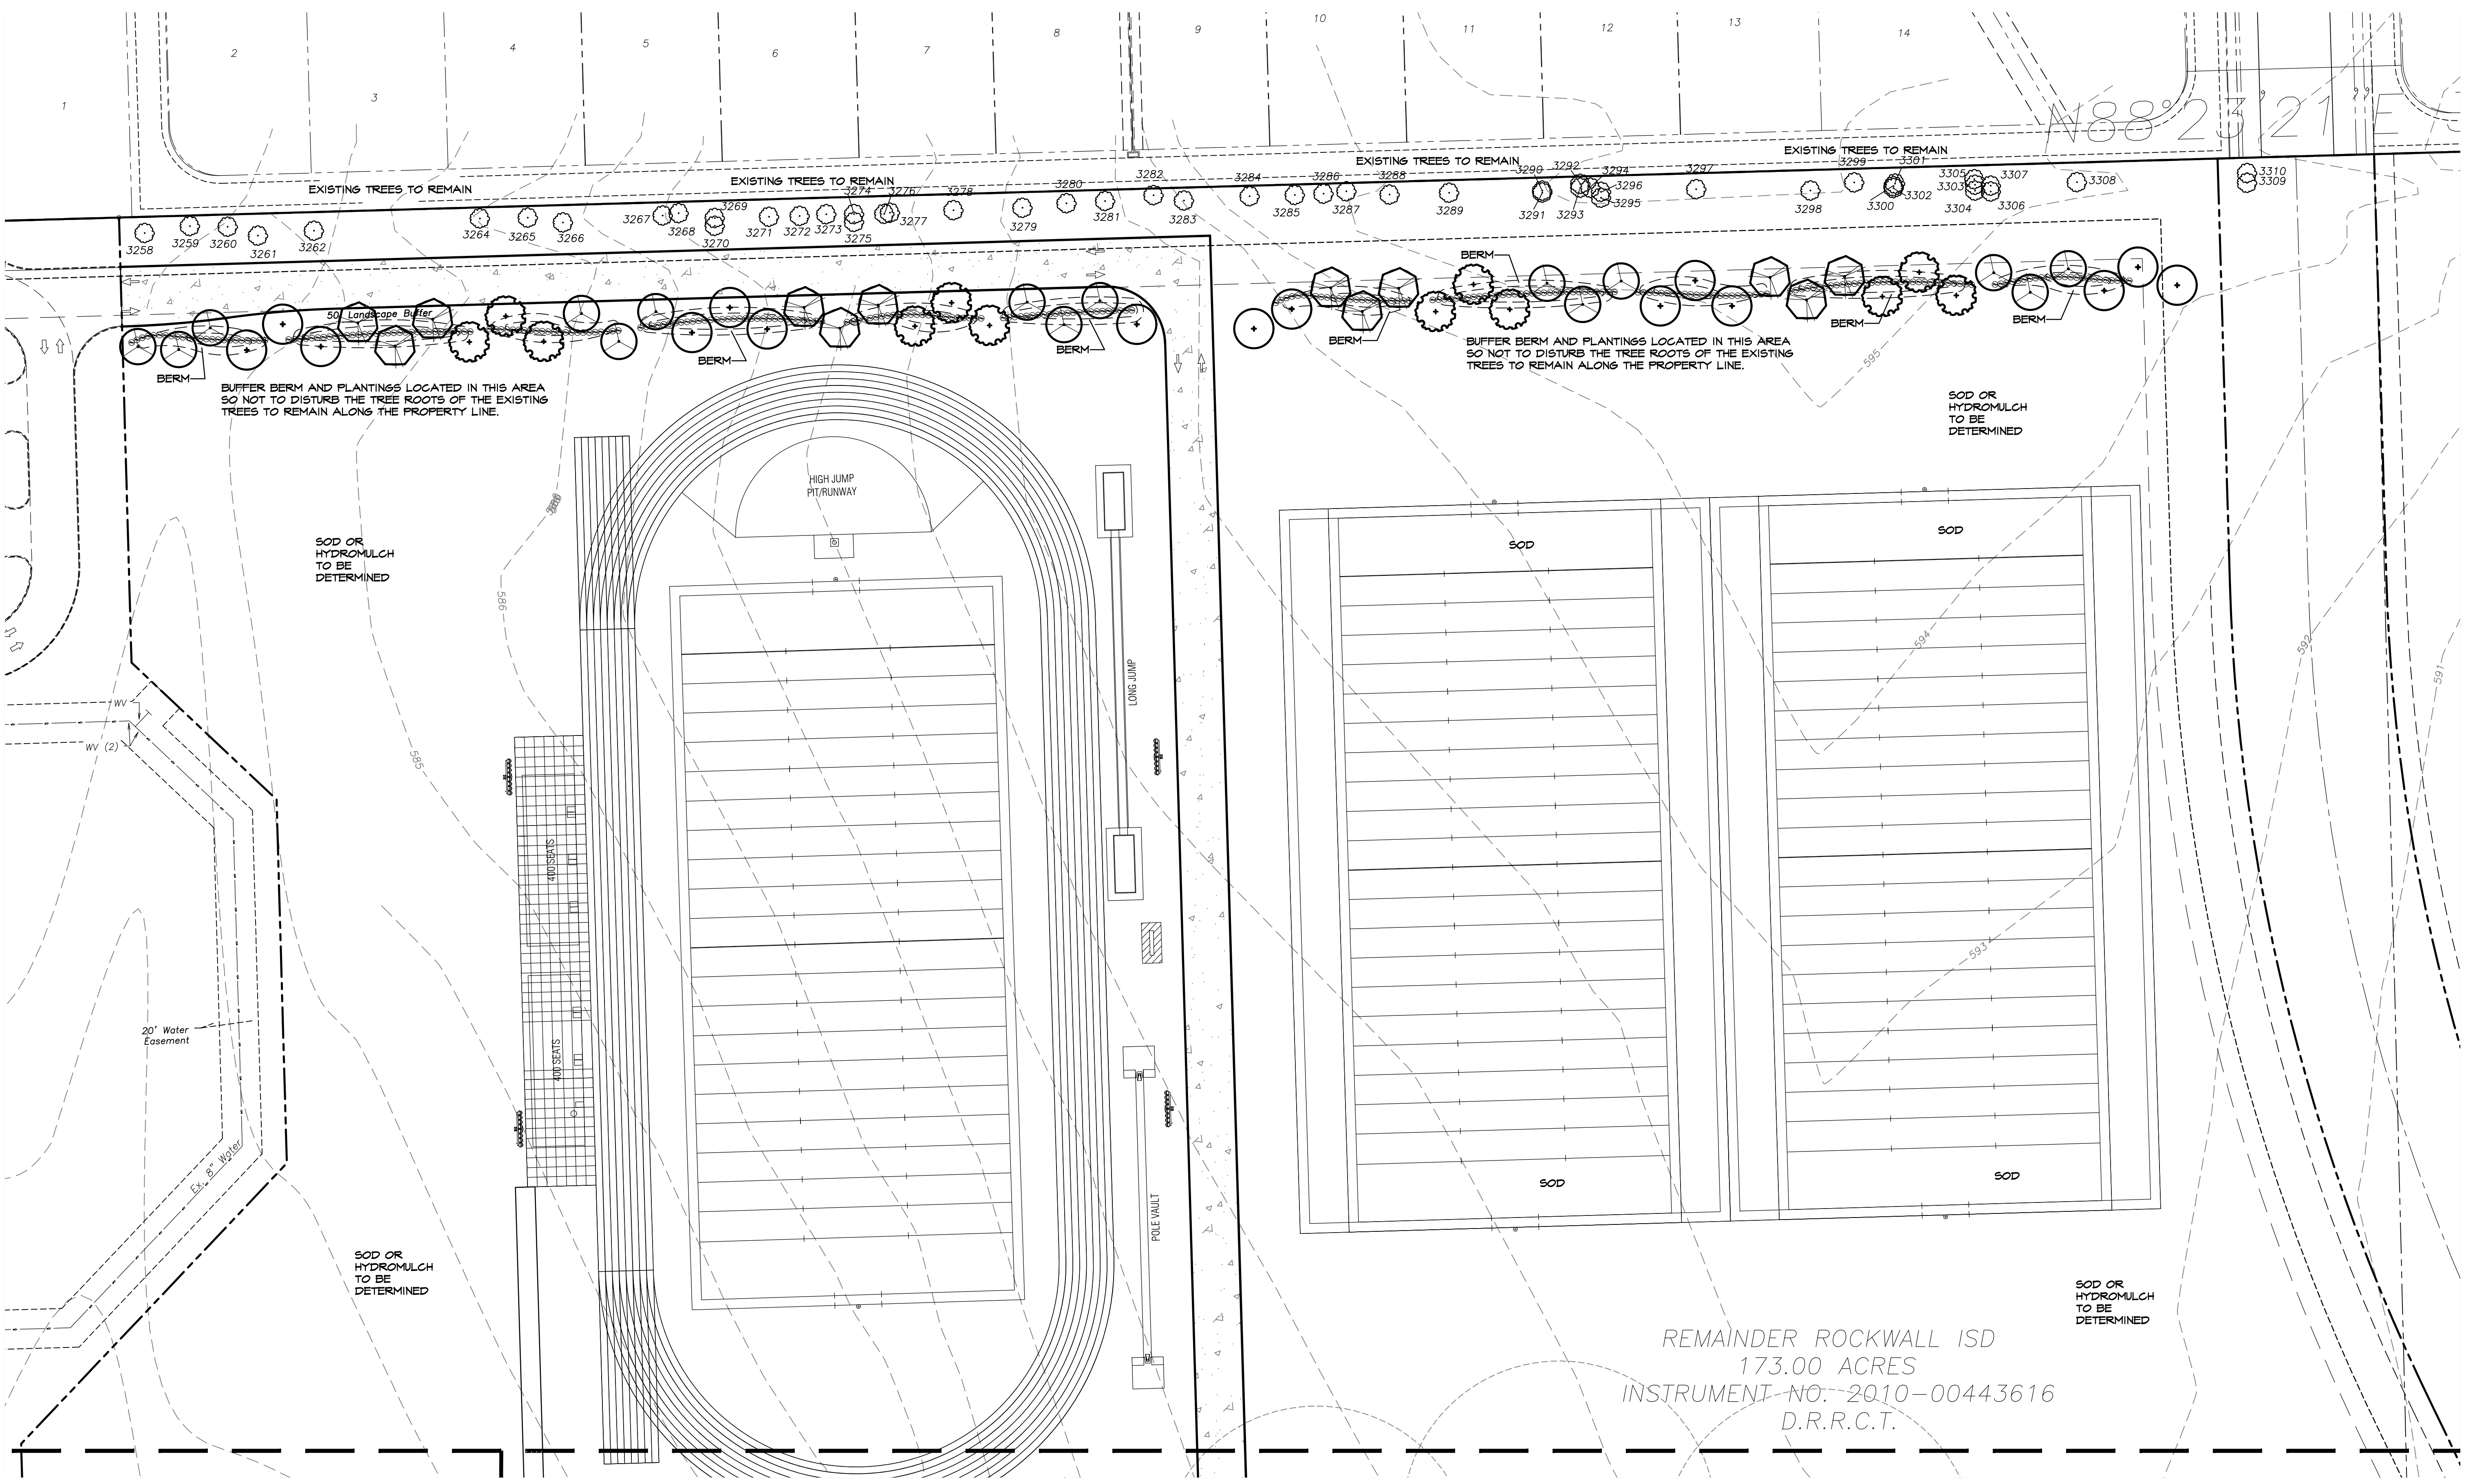 1
2
3
4
5
6
7
8
9
10
11
12
13
14
N88°23'21"E
EXISTING TREES TO REMAIN
EXISTING TREES TO REMAIN
EXISTING TREES TO REMAIN
EXISTING TREES TO REMAIN
3258
3259
3260
3261
3262
3264
3265
3266
3267
3268
3269
3270
3271
3272
3273
3274
3275
3276
3277
3278
3279
3280
3281
3282
3283
3284
3285
3286
3287
3288
3289
3290
3291
3292
3293
3294
3295
3296
3297
3298
3299
3300
3301
3302
3303
3304
3305
3306
3307
3308
3309
3310
50' Landscape Buffer
BERM
BERM
BERM
BERM
BERM
BERM
BERM
BUFFER BERM AND PLANTINGS LOCATED IN THIS AREA
SO NOT TO DISTURB THE TREE ROOTS OF THE EXISTING
TREES TO REMAIN ALONG THE PROPERTY LINE.
BUFFER BERM AND PLANTINGS LOCATED IN THIS AREA
SO NOT TO DISTURB THE TREE ROOTS OF THE EXISTING
TREES TO REMAIN ALONG THE PROPERTY LINE.
595
SOD OR
HYDROMULCH
TO BE
DETERMINED
HIGH JUMP
PIT/RUNWAY
SOD OR
HYDROMULCH
TO BE
DETERMINED
SOD
SOD
586
594
592
591
LONG JUMP
WV
WV (2)
585
400 SEATS
593
20' Water
Easement
400 SEATS
Ex. 8" Water
POLE VAULT
SOD
SOD
SOD OR
HYDROMULCH
TO BE
DETERMINED
SOD OR
HYDROMULCH
TO BE
DETERMINED
REMAINDER ROCKWALL ISD
173.00 ACRES
INSTRUMENT NO. 2010-00443616
D.R.R.C.T.